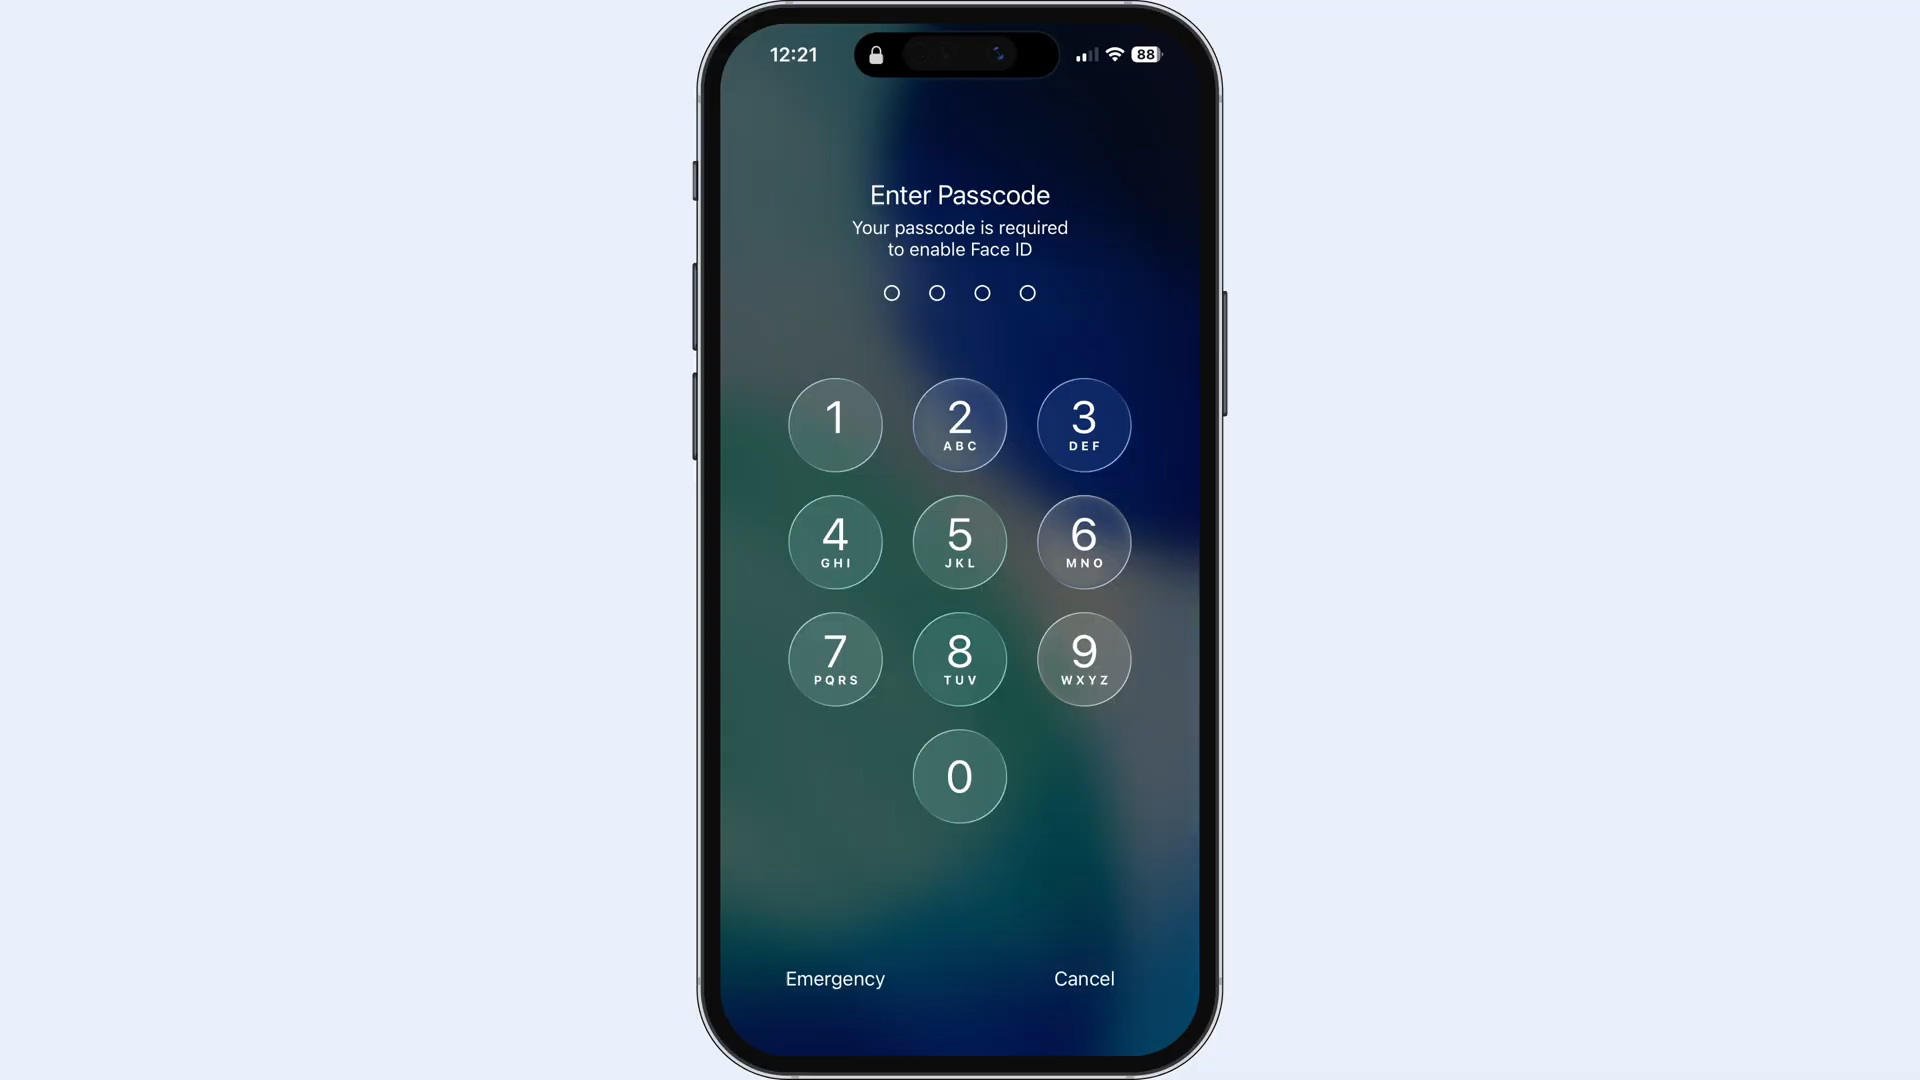 12:21
88
Enter Passcode
Your passcode is required
to enable Face ID
1
2
3
ABC
DEF
4
5
6
GHI
JKL
MNO
7
8
9
PQRS
TUV
WXYZ
0
Emergency
Cancel